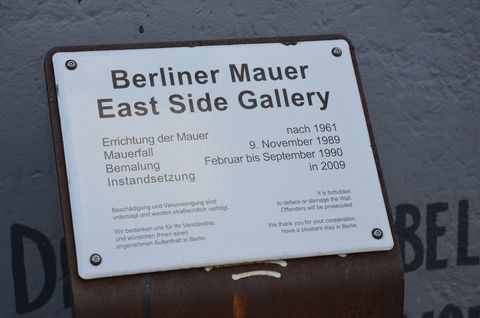 Berliner Mauer
East Side Gallery
Errichtung der Mauer nach 1961
Mauerfall 9. November 1989
Bemalung Februar bis September 1990
Instandsetzung in 2009
Beschädigung und Verunreinigung sind
untersagt und werden strafrechtlich verfolgt.
Wir bedanken uns für Ihr Verständnis
und wünschen Ihnen einen
angenehmen Aufenthalt in Berlin.
It is forbidden
to deface or damage the Wall.
Offenders will be prosecuted.
We thank you for your cooperation.
Have a pleasant stay in Berlin.
BEL